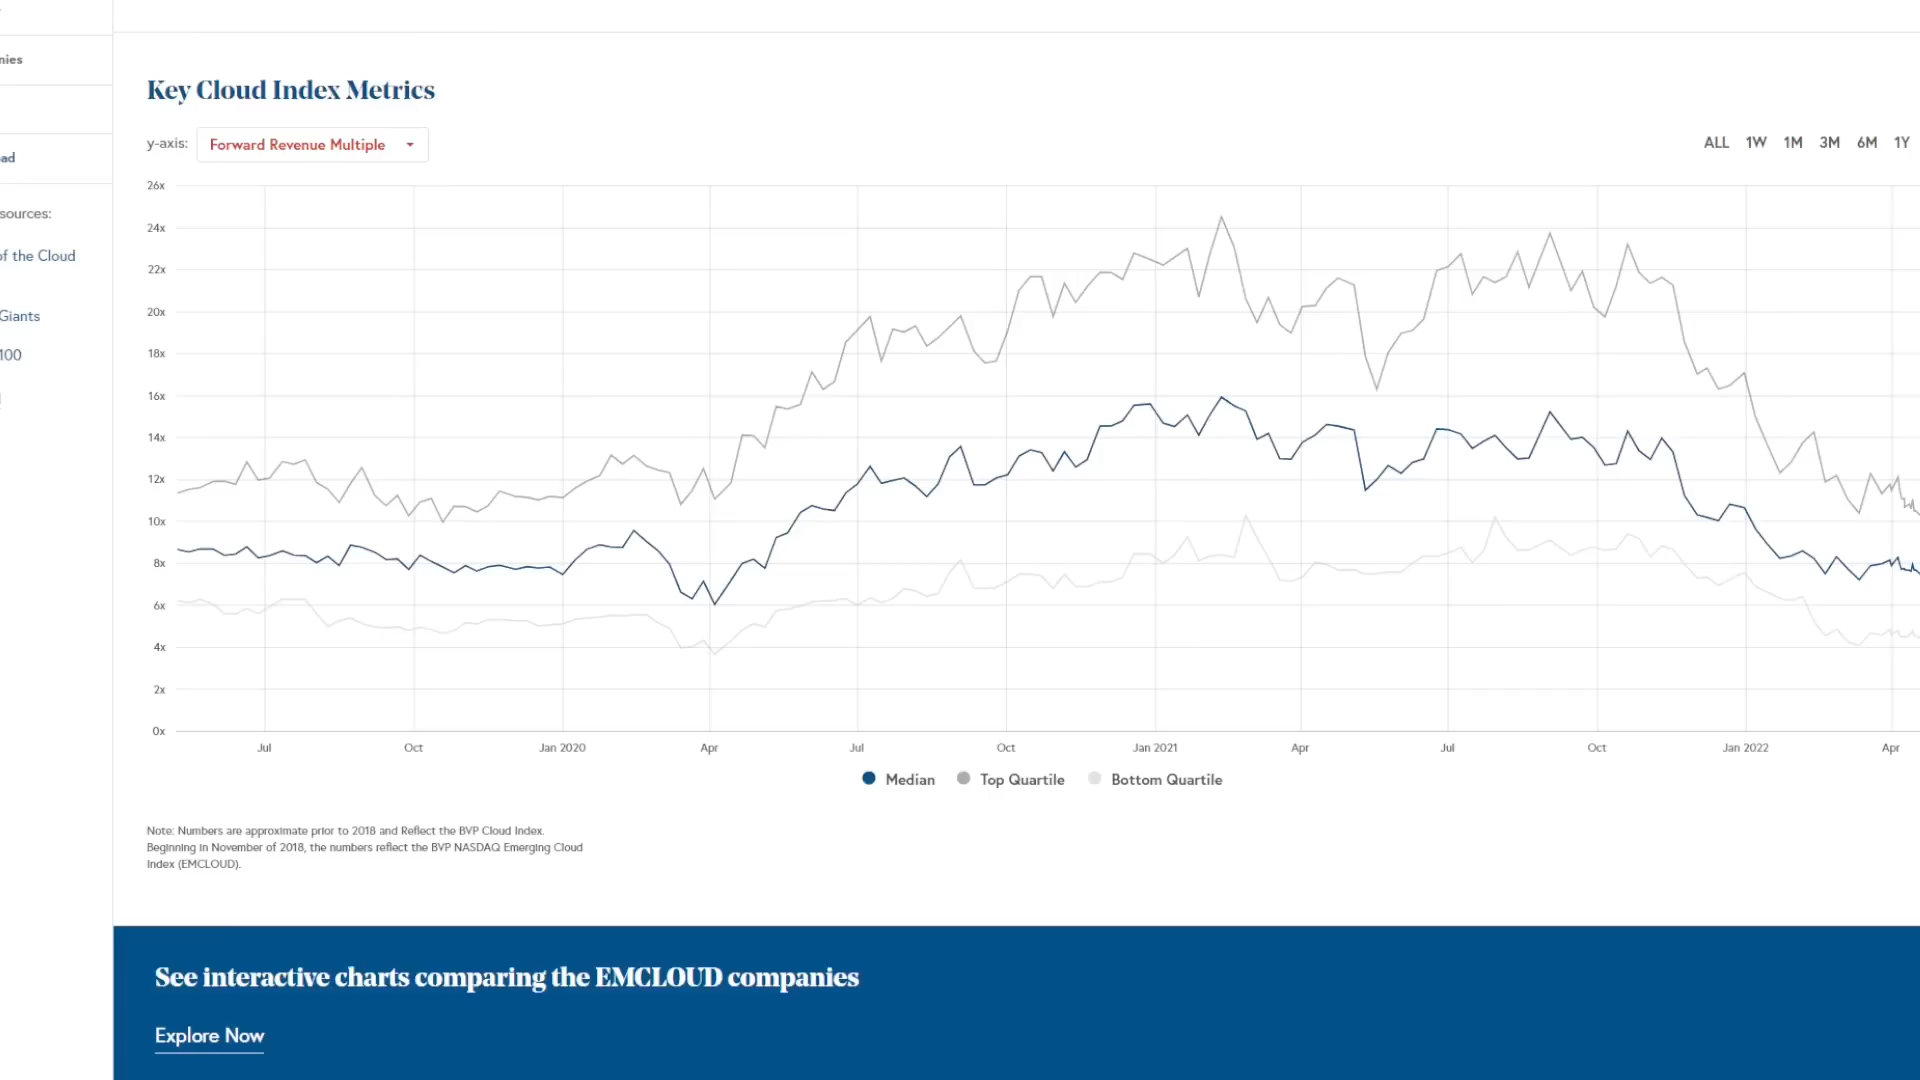 nies
ad
sources:
of the Cloud
Giants
100
Key Cloud Index Metrics
y-axis: Forward Revenue Multiple
ALL 1W 1M 3M 6M 1Y
26x
24x
22x
20x
18x
16x
14x
12x
10x
8x
6x
4x
2x
0x
Jul Oct Jan 2020 Apr Jul Oct Jan 2021 Apr Jul Oct Jan 2022 Apr
Median Top Quartile Bottom Quartile
Note: Numbers are approximate prior to 2018 and Reflect the BVP Cloud Index.
Beginning in November of 2018, the numbers reflect the BVP NASDAQ Emerging Cloud
Index (EMCLOUD).
See interactive charts comparing the EMCLOUD companies
Explore Now